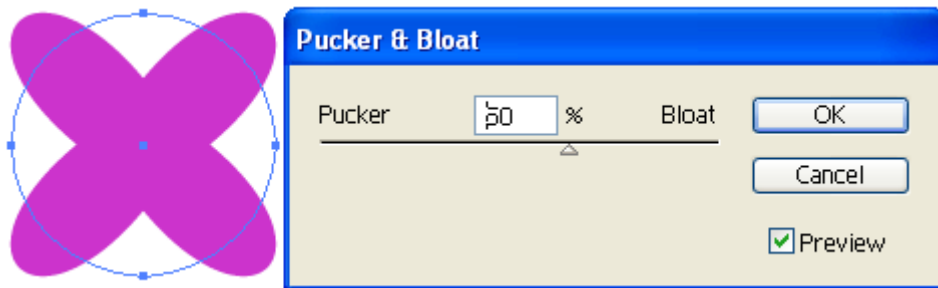 Pucker & Bloat
Pucker 50 % Bloat
OK
Cancel
Preview